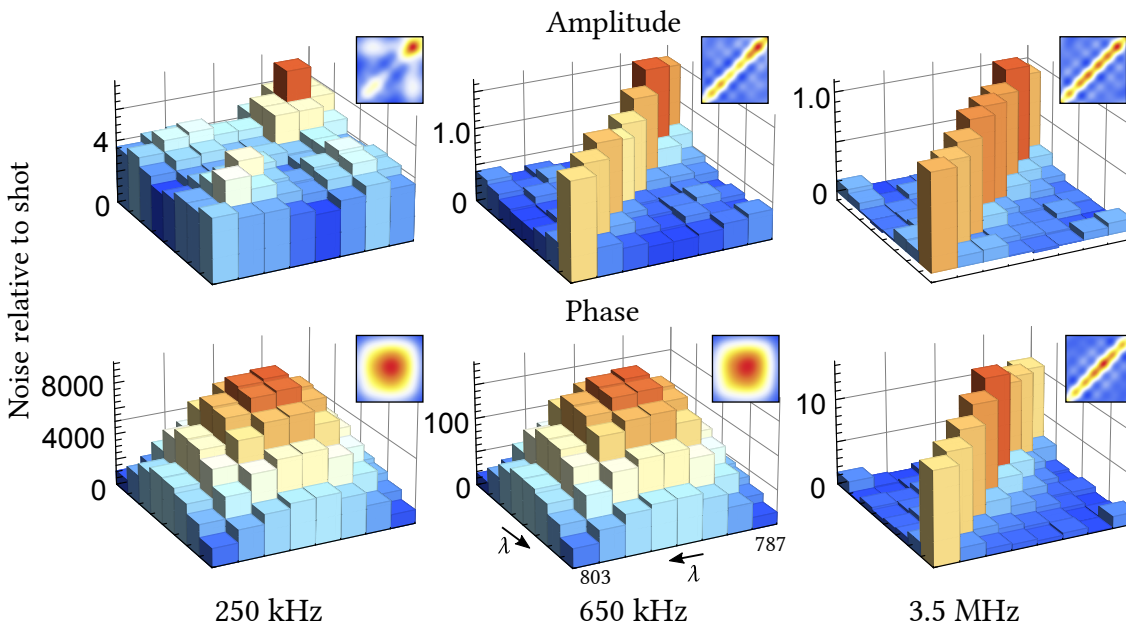 Amplitude
4
0
1.0
0
1.0
0
Noise relative to shot
Phase
8000
4000
0
100
0
10
0
λ
803
λ
787
250 kHz
650 kHz
3.5 MHz